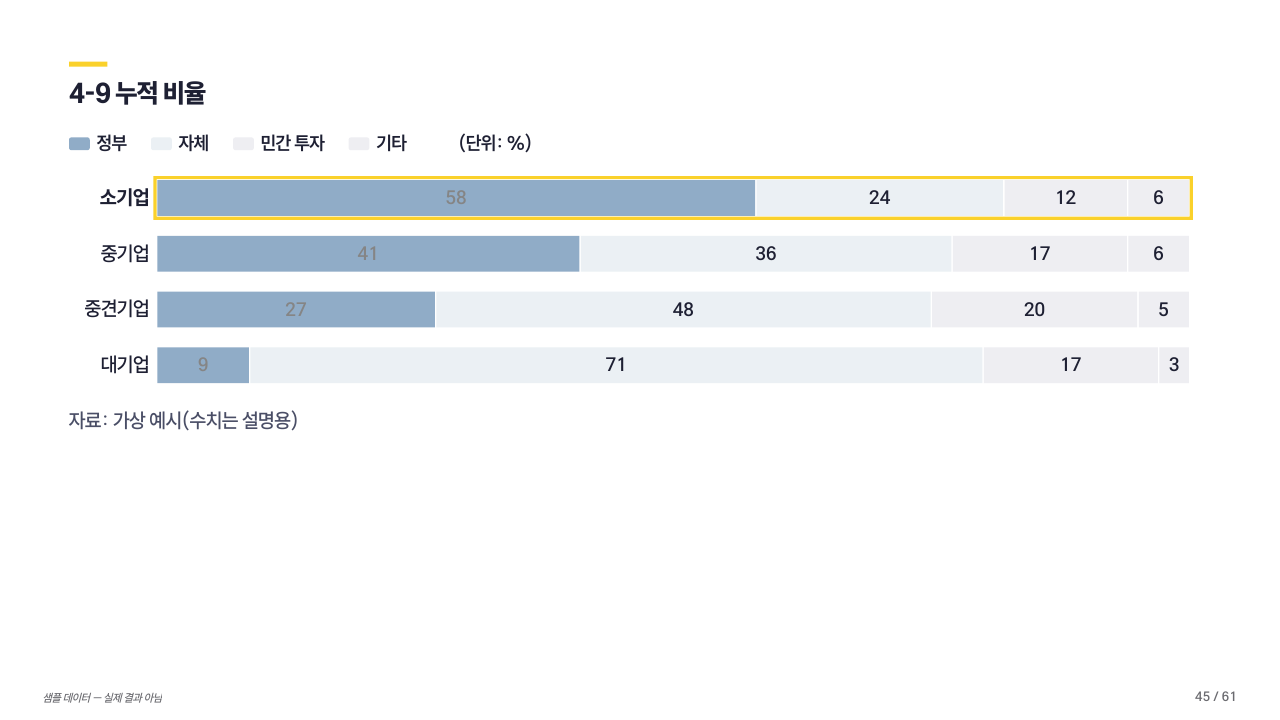 4-9 누적 비율
정부 자체 민간 투자 기타 (단위: %)
소기업 58 24 12 6
중기업 41 36 17 6
중견기업 27 48 20 5
대기업 9 71 17 3
자료: 가상 예시(수치는 설명용)
샘플 데이터 – 실제 결과 아님
45 / 61